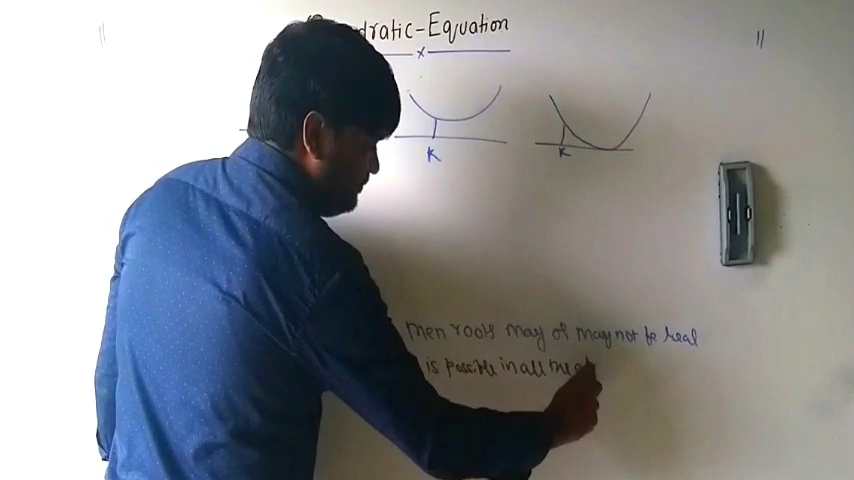 dratic-Equation
x
K
K
then roots may or may not be real
is possible in all the